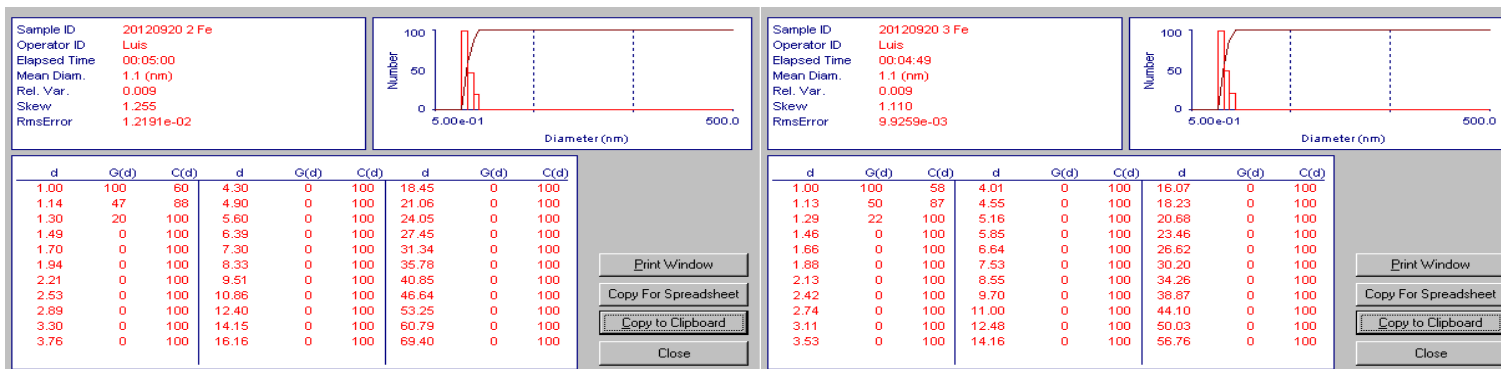 Sample ID 20120920 2 Fe
Operator ID Luis
Elapsed Time 00:05:00
Mean Diam. 1.1 (nm)
Rel. Var. 0.009
Skew 1.255
RmsError 1.2191e-02
Number
100
50
0
5.00e-01 500.0
Diameter (nm)
d G(d) C(d) d G(d) C(d) d G(d) C(d)
1.00 100 60 4.30 0 100 18.45 0 100
1.14 47 88 4.90 0 100 21.06 0 100
1.30 20 100 5.60 0 100 24.05 0 100
1.49 0 100 6.39 0 100 27.45 0 100
1.70 0 100 7.30 0 100 31.34 0 100
1.94 0 100 8.33 0 100 35.78 0 100
2.21 0 100 9.51 0 100 40.85 0 100
2.53 0 100 10.86 0 100 46.64 0 100
2.89 0 100 12.40 0 100 53.25 0 100
3.30 0 100 14.15 0 100 60.79 0 100
3.76 0 100 16.16 0 100 69.40 0 100
Print Window
Copy For Spreadsheet
Copy to Clipboard
Close
Sample ID 20120920 3 Fe
Operator ID Luis
Elapsed Time 00:04:49
Mean Diam. 1.1 (nm)
Rel. Var. 0.009
Skew 1.110
RmsError 9.9259e-03
Number
100
50
0
5.00e-01 500.0
Diameter (nm)
d G(d) C(d) d G(d) C(d) d G(d) C(d)
1.00 100 58 4.01 0 100 16.07 0 100
1.13 50 87 4.55 0 100 18.23 0 100
1.29 22 100 5.16 0 100 20.68 0 100
1.46 0 100 5.85 0 100 23.46 0 100
1.66 0 100 6.64 0 100 26.62 0 100
1.88 0 100 7.53 0 100 30.20 0 100
2.13 0 100 8.55 0 100 34.26 0 100
2.42 0 100 9.70 0 100 38.87 0 100
2.74 0 100 11.00 0 100 44.10 0 100
3.11 0 100 12.48 0 100 50.03 0 100
3.53 0 100 14.16 0 100 56.76 0 100
Print Window
Copy For Spreadsheet
Copy to Clipboard
Close